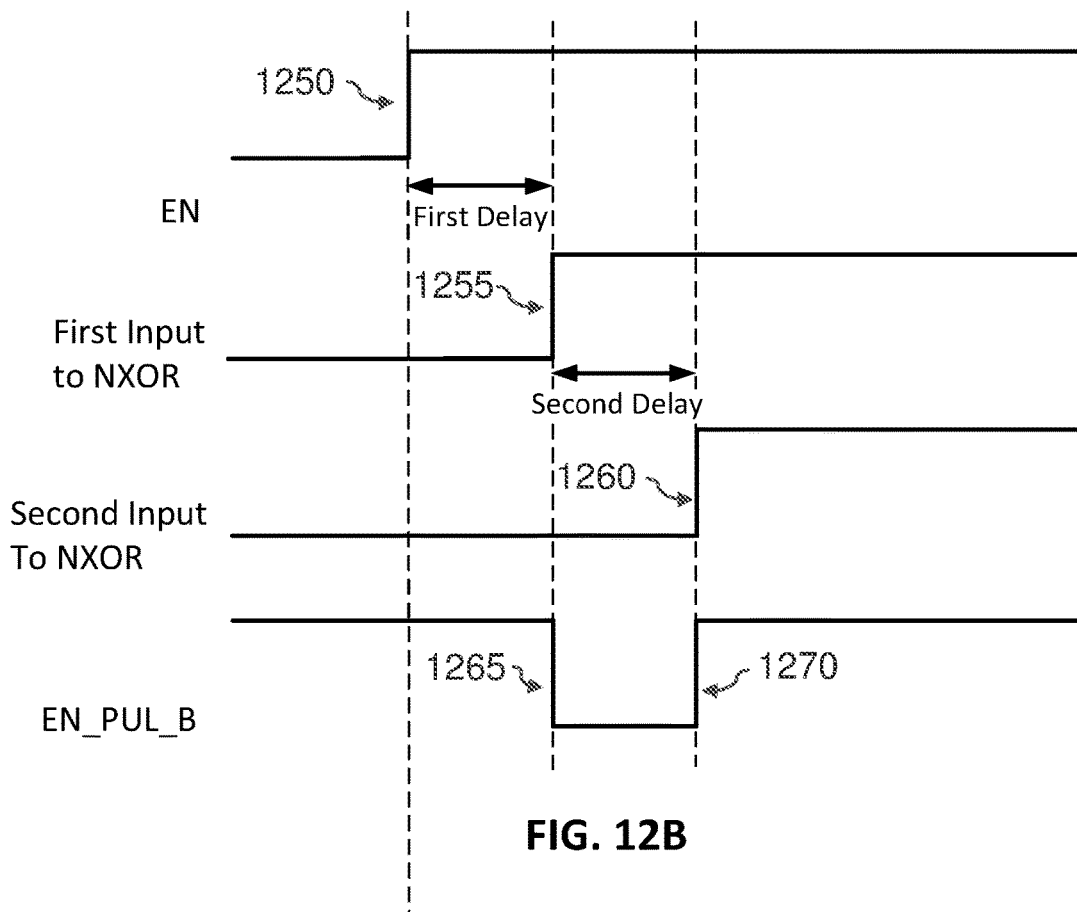 1250
EN
First Delay
1255
First Input
to NXOR
Second Delay
1260
Second Input
To NXOR
1265
1270
EN_PUL_B
FIG. 12B